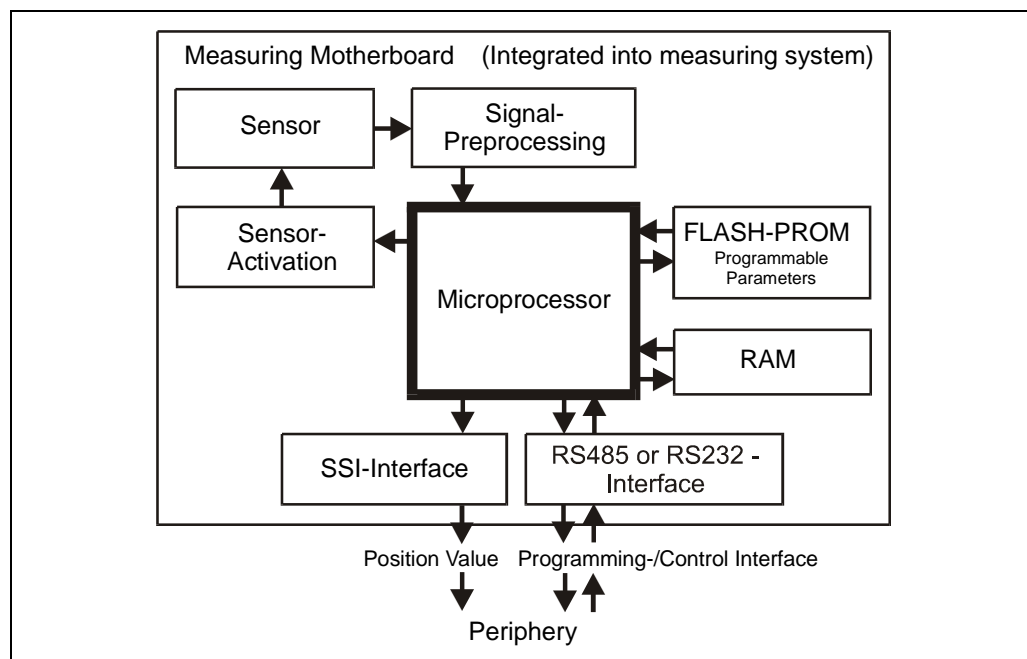 Measuring Motherboard (Integrated into measuring system)
Sensor
Signal-
Preprocessing
Sensor-
Activation
Microprocessor
FLASH-PROM
Programmable
Parameters
RAM
SSI-Interface
RS485 or RS232 -
Interface
Position Value
Programming-/Control Interface
Periphery